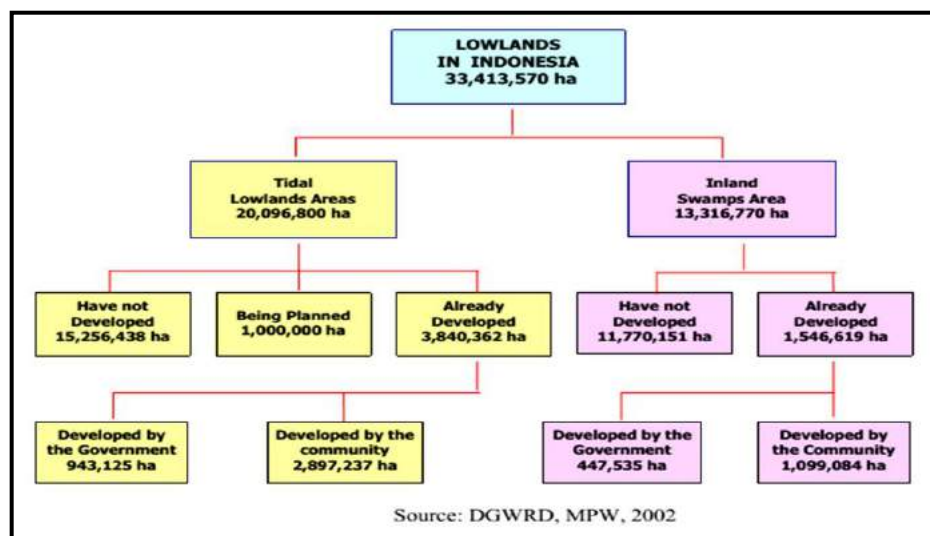 LOWLANDS
IN INDONESIA
33,413,570 ha
Tidal
Lowlands Areas
20,096,800 ha
Inland
Swamps Area
13,316,770 ha
Have not
Developed
15,256,438 ha
Being Planned
1,000,000 ha
Already
Developed
3,840,362 ha
Have not
Developed
11,770,151 ha
Already
Developed
1,546,619 ha
Developed by
the Government
943,125 ha
Developed by the
community
2,897,237 ha
Developed by the
Government
447,535 ha
Developed by
the Community
1,099,084 ha
Source: DGWRD, MPW, 2002